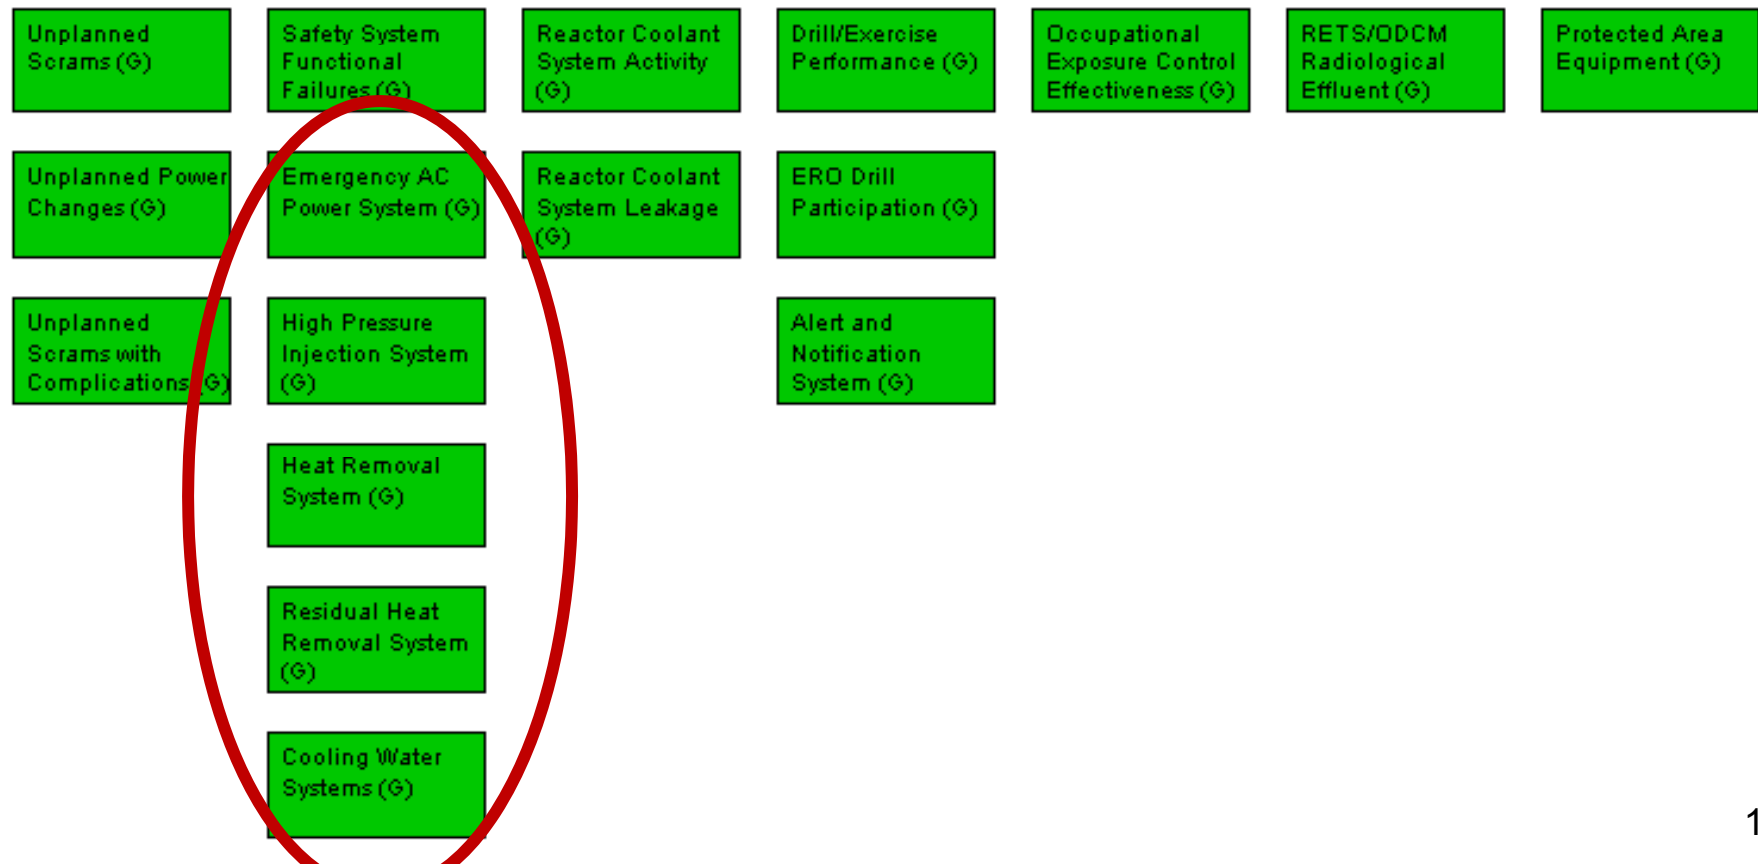 Unplanned
Scrams (G)
Safety System
Functional
Failures (G)
Reactor Coolant
System Activity
(G)
Drill/Exercise
Performance (G)
Occupational
Exposure Control
Effectiveness (G)
RETS/ODCM
Radiological
Effluent (G)
Protected Area
Equipment (G)
Unplanned Power
Changes (G)
Emergency AC
Power System (G)
Reactor Coolant
System Leakage
(G)
ERO Drill
Participation (G)
Unplanned
Scrams with
Complications (G)
High Pressure
Injection System
(G)
Alert and
Notification
System (G)
Heat Removal
System (G)
Residual Heat
Removal System
(G)
Cooling Water
Systems (G)
1